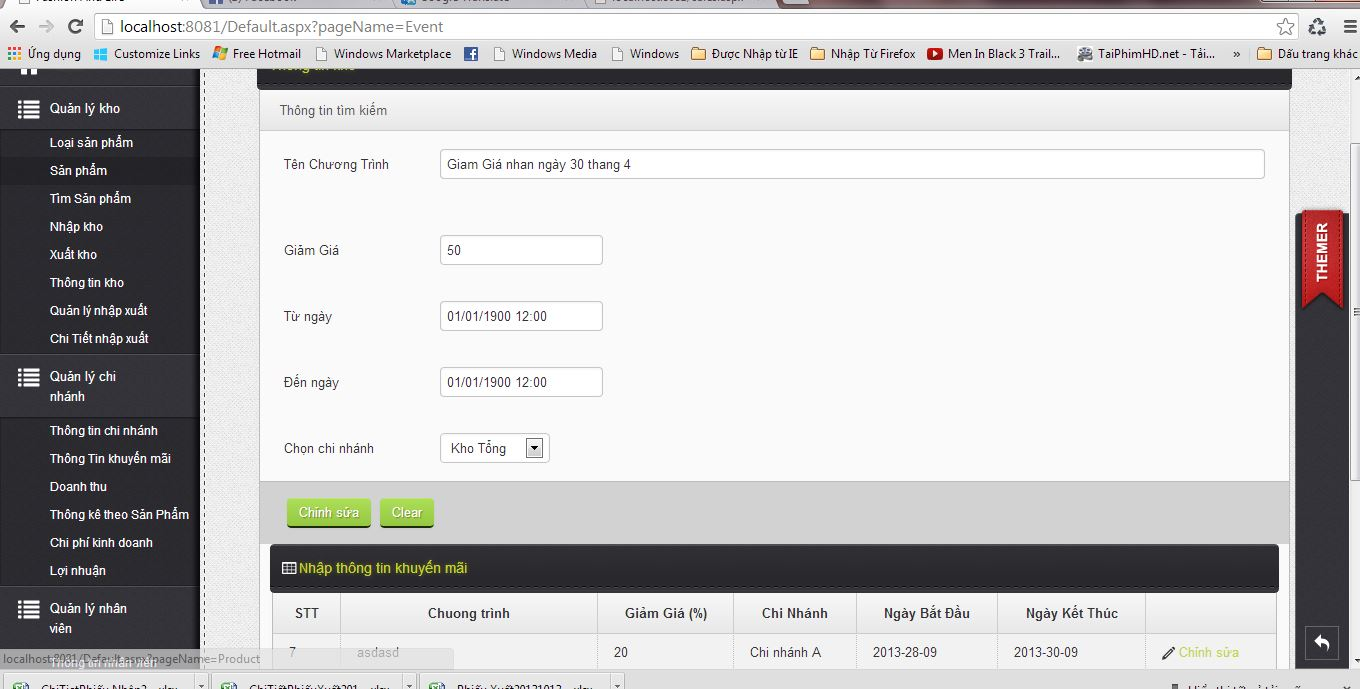 localhost:8081/Default.aspx?pageName=Event
Ứng dụng
Customize Links
Free Hotmail
Windows Marketplace
Windows Media
Windows
Được Nhập từ IE
Nhập Từ Firefox
Men In Black 3 Trail...
TaiPhimHD.net - Tải...
»
Dấu trang khác
Quản lý kho
Loại sản phẩm
Sản phẩm
Tìm Sản phẩm
Nhập kho
Xuất kho
Thông tin kho
Quản lý nhập xuất
Chi Tiết nhập xuất
Quản lý chi
nhánh
Thông tin chi nhánh
Thông Tin khuyến mãi
Doanh thu
Thống kê theo Sản Phẩm
Chi phí kinh doanh
Lợi nhuận
Quản lý nhân
viên
Thông tin nhân viên
localhost:8081/Default.aspx?pageName=Product
Thông tin kho
Thông tin tìm kiếm
Tên Chương Trình
Giam Giá nhan ngày 30 thang 4
Giảm Giá
50
Từ ngày
01/01/1900 12:00
Đến ngày
01/01/1900 12:00
Chọn chi nhánh
Kho Tổng
Chỉnh sửa
Clear
Nhập thông tin khuyến mãi
STT
Chuong trình
Giảm Giá (%)
Chi Nhánh
Ngày Bắt Đầu
Ngày Kết Thúc
7
asdasd
20
Chi nhánh A
2013-28-09
2013-30-09
Chỉnh sửa
THEMER